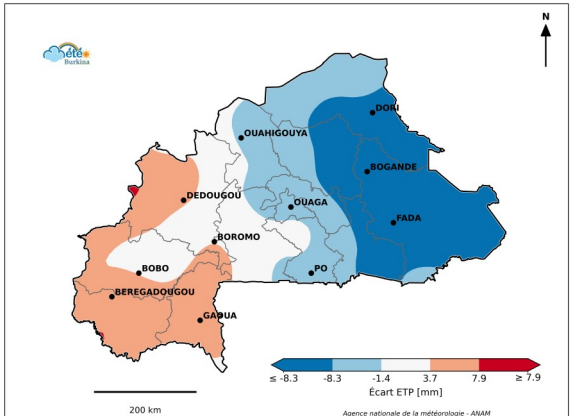 N
Météo
Burkina
DORI
OUAHIGOUYA
BOGANDE
DEDOUGOU
OUAGA
FADA
BOROMO
BOBO
PO
BEREGADOUGOU
GAOUA
≤ -8.3 -8.3 -1.4 3.7 7.9 ≥ 7.9
Écart ETP [mm]
200 km
Agence nationale de la météorologie - ANAM